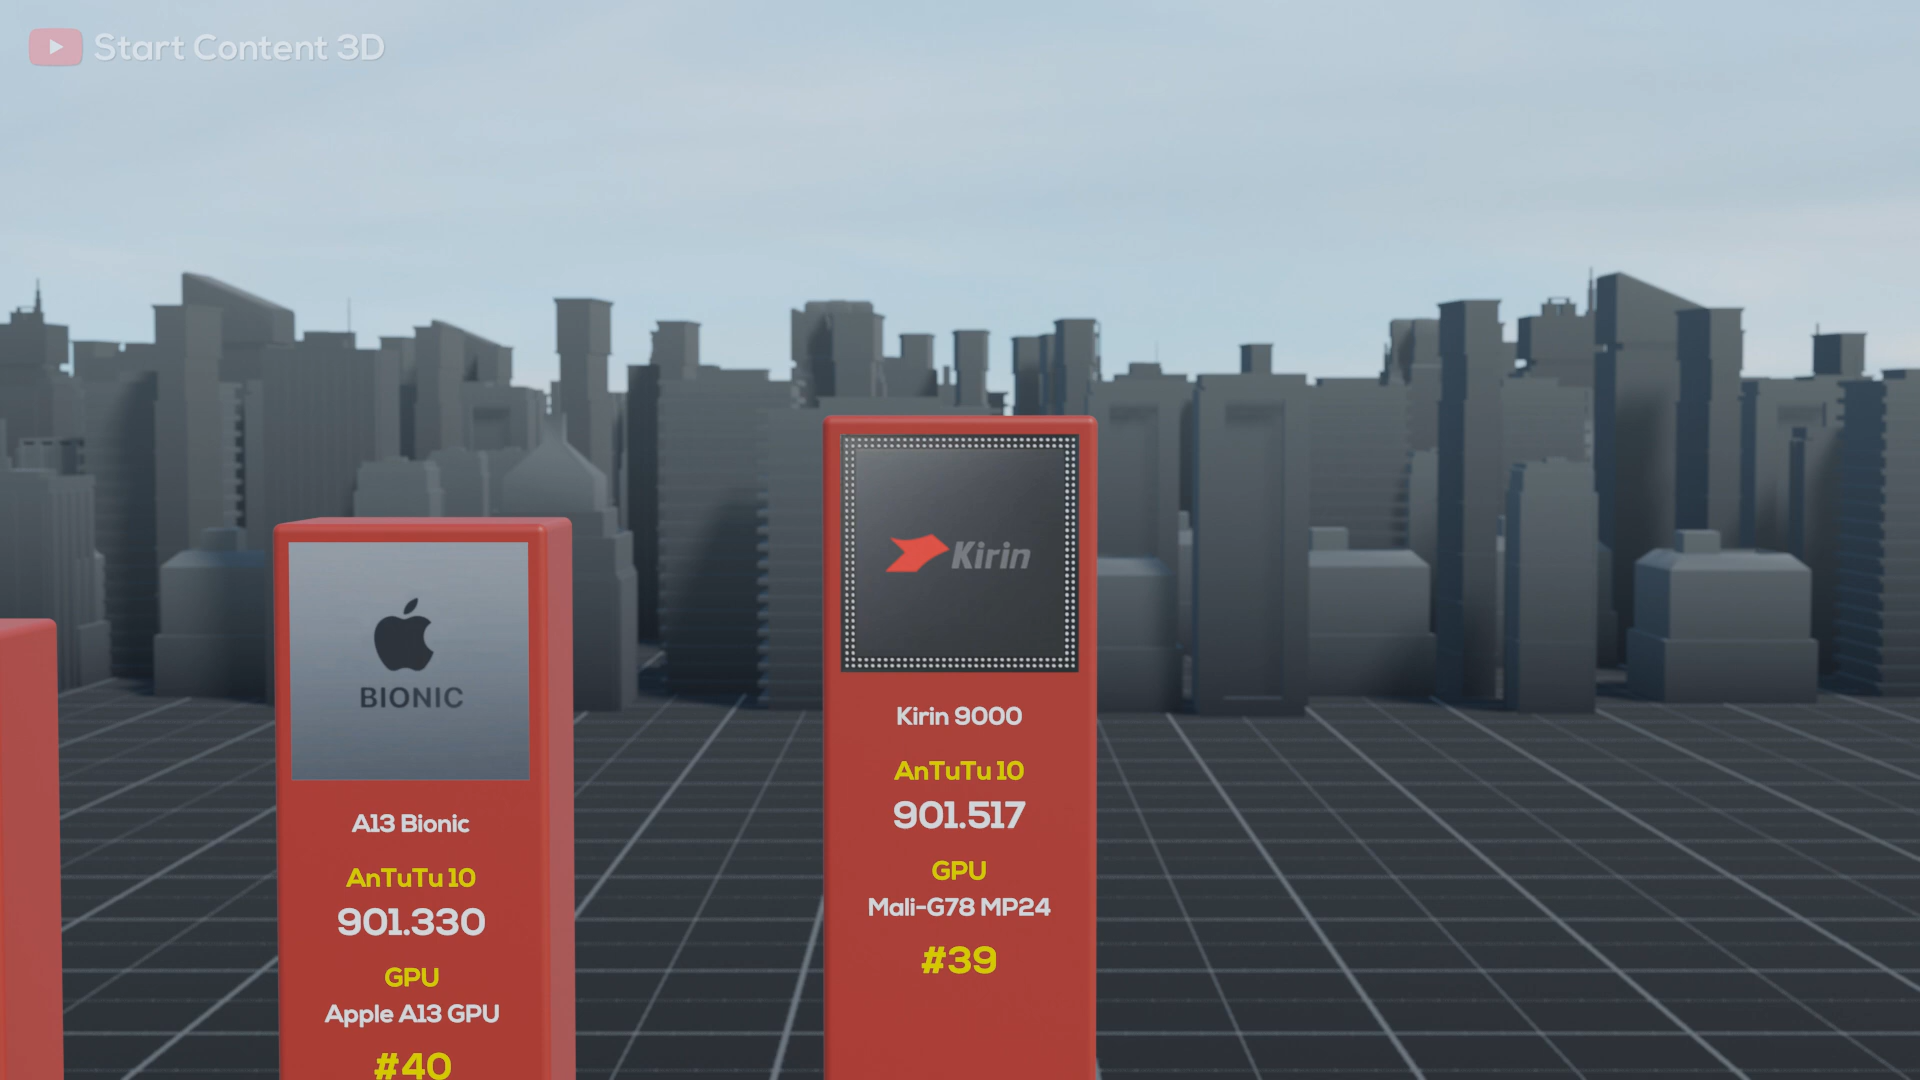 Start Content 3D
BIONIC
A13 Bionic
AnTuTu 10
901.330
GPU
Apple A13 GPU
#40
Kirin
Kirin 9000
AnTuTu 10
901.517
GPU
Mali-G78 MP24
#39